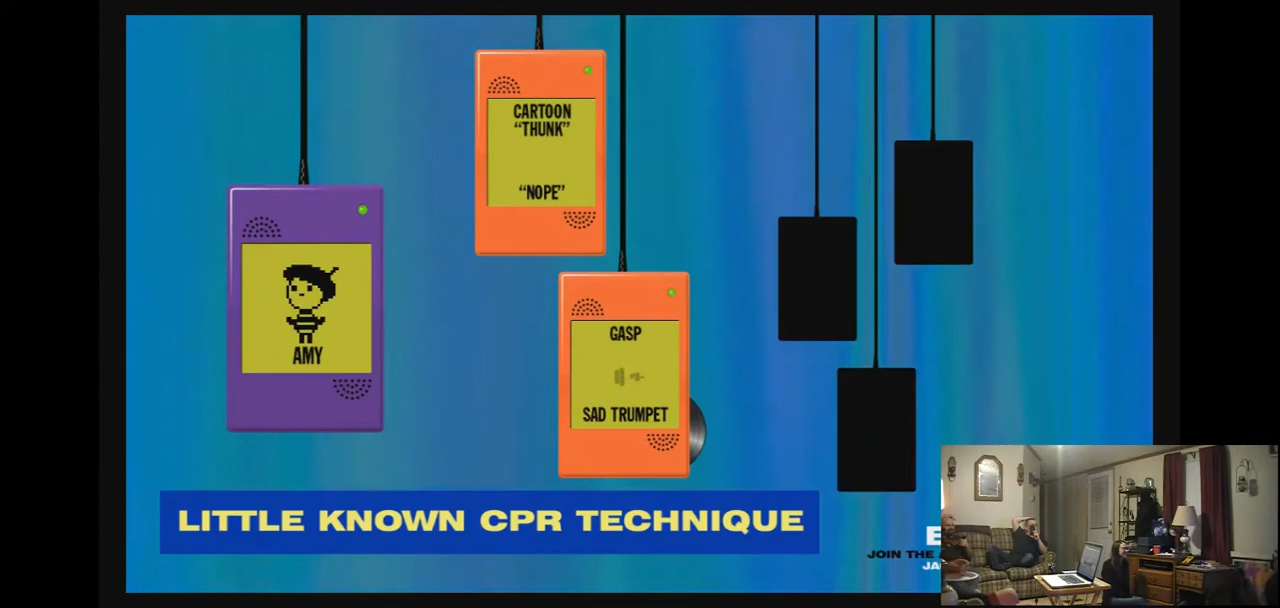 CARTOON
“THUNK”
“NOPE”
AMY
GASP
SAD TRUMPET
LITTLE KNOWN CPR TECHNIQUE
JOIN THE